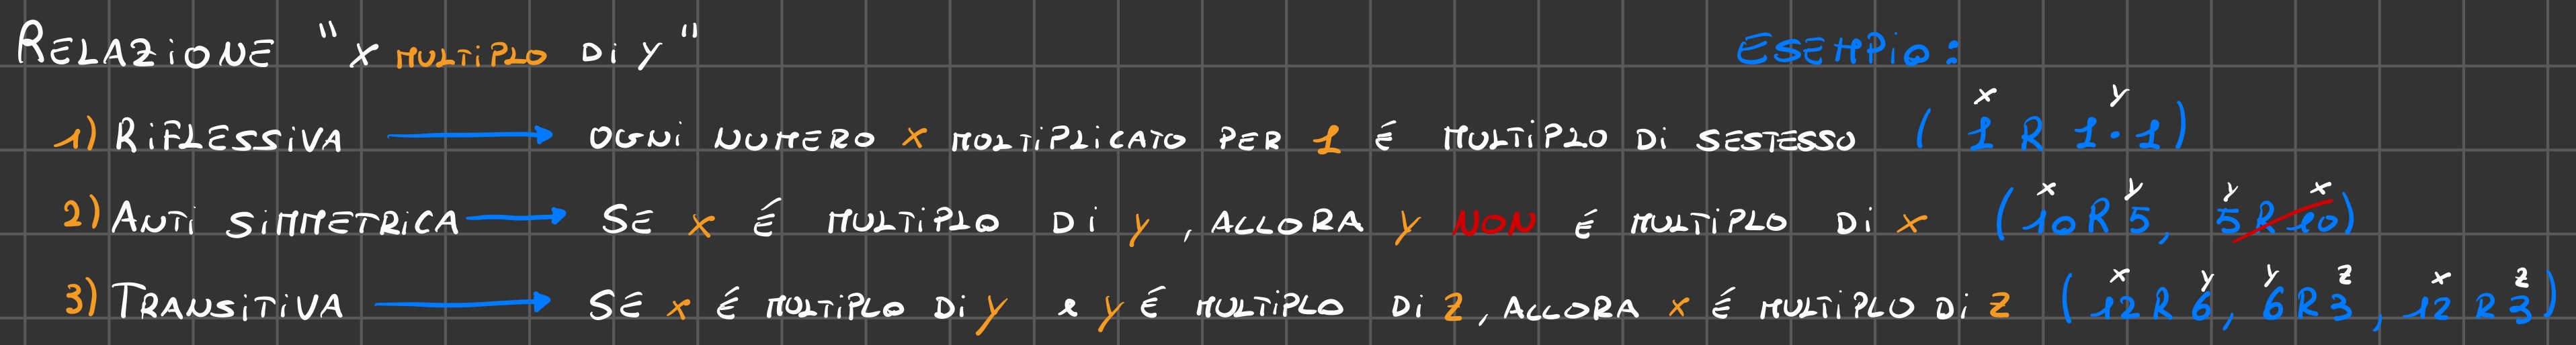 RELAZIONE "x MULTIPLO Di y" ESEMPIO:
1) RIFLESSIVA → OGNI NUMERO x MOLTIPLICATO PER 1 É MULTIPLO DI SESTESSO ( 1 R 1·1 ) x y
2) ANTI SIMMETRICA → SE x É MULTIPLO DI y, ALLORA y NON É MULTIPLO DI x ( 10 R 5, 5 R 10 ) x y y x
3) TRANSITIVA → SE x É MULTIPLO DI y e y É MULTIPLO DI z, ALLORA x É MULTIPLO DI z ( 12 R 6, 6 R 3, 12 R 3 ) x y y z x z